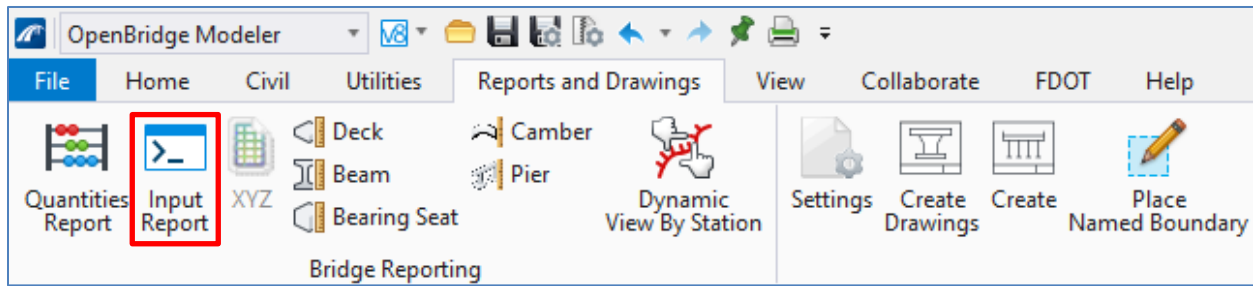 OpenBridge Modeler
V8
File Home Civil Utilities Reports and Drawings View Collaborate FDOT Help
Quantities
Report
Input
Report
XYZ
Deck
Beam
Bearing Seat
Camber
Pier
Dynamic
View By Station
Bridge Reporting
Settings
Create
Drawings
Create
Place
Named Boundary